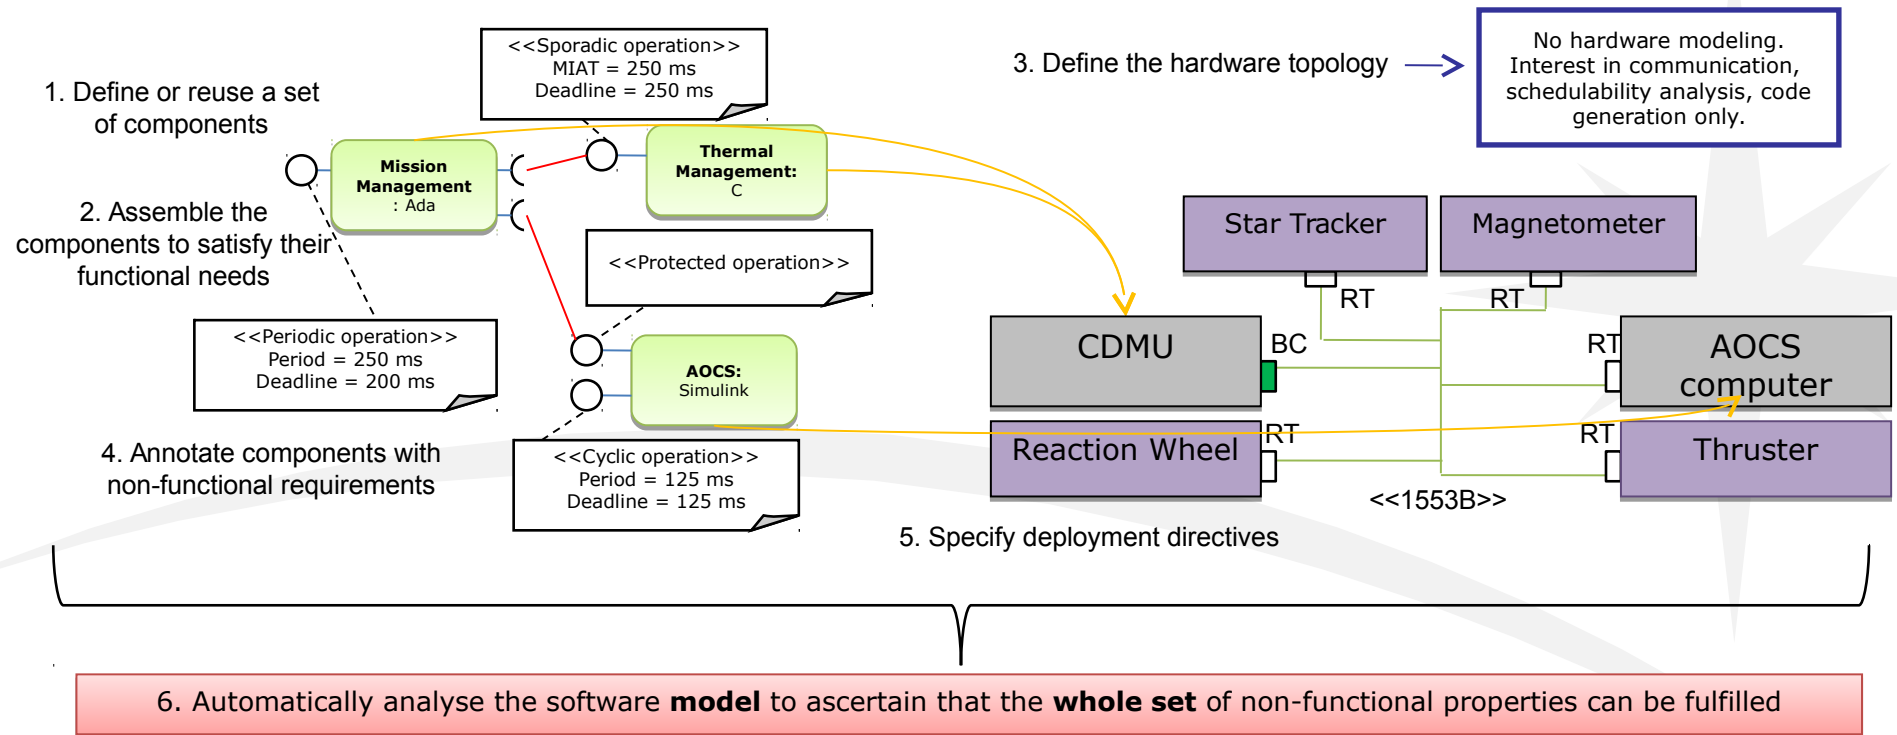 1. Define or reuse a set
of components
<<Sporadic operation>>
MIAT = 250 ms
Deadline = 250 ms
3. Define the hardware topology
No hardware modeling.
Interest in communication,
schedulability analysis, code
generation only.
Mission
Management
: Ada
Thermal
Management:
C
2. Assemble the
components to satisfy their
functional needs
<<Protected operation>>
<<Periodic operation>>
Period = 250 ms
Deadline = 200 ms
AOCS:
Simulink
4. Annotate components with
non-functional requirements
<<Cyclic operation>>
Period = 125 ms
Deadline = 125 ms
Star Tracker
Magnetometer
RT
RT
CDMU
BC
RT
AOCS
computer
Reaction Wheel
RT
RT
Thruster
<<1553B>>
5. Specify deployment directives
6. Automatically analyse the software model to ascertain that the whole set of non-functional properties can be fulfilled